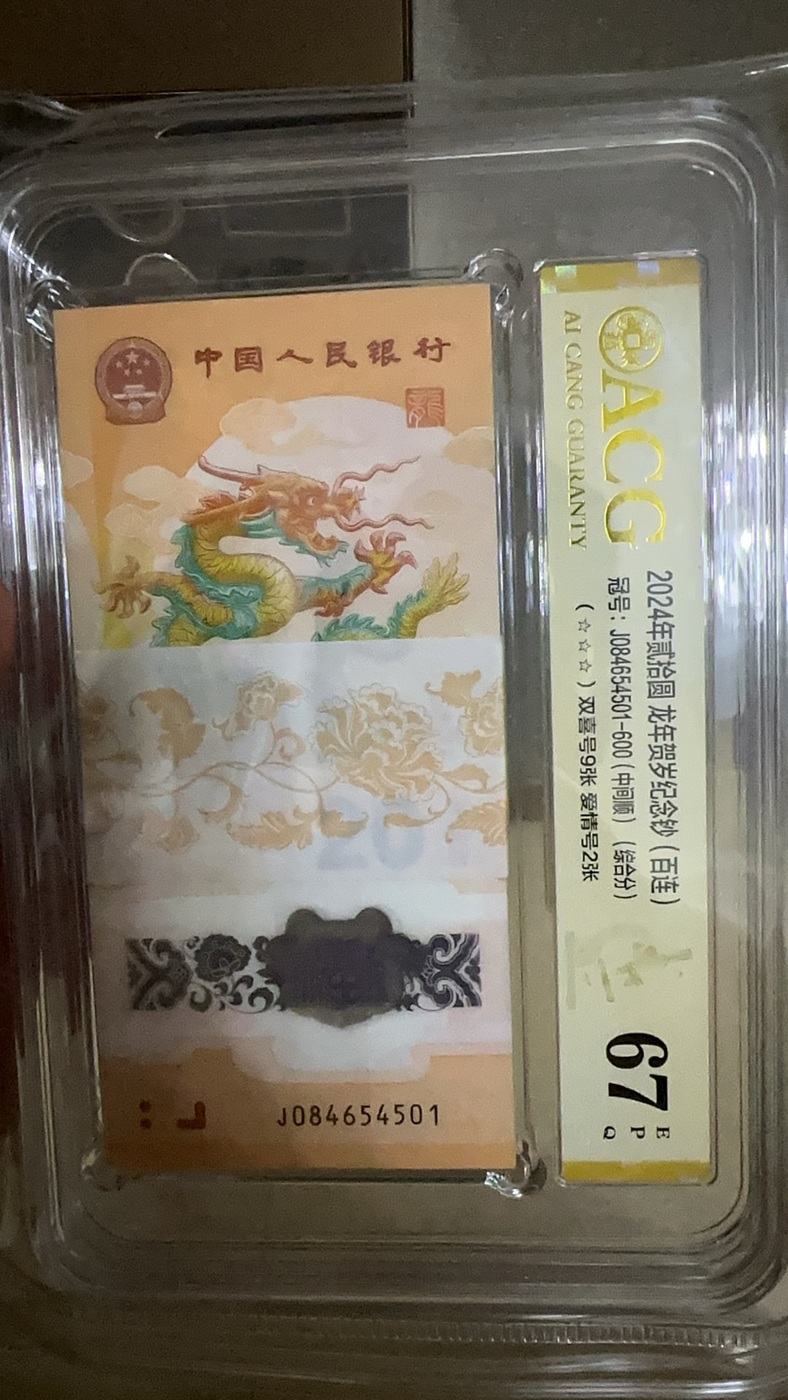 中国人民银行
J084654501
ACG
AI CANG GUARANTY
2024年贰拾圆 龙年贺岁纪念钞（百连）
冠号：J084654501-600（中间顺）（综合分）
（☆☆☆）双喜号9张 爱情号2张
67
E
P
Q